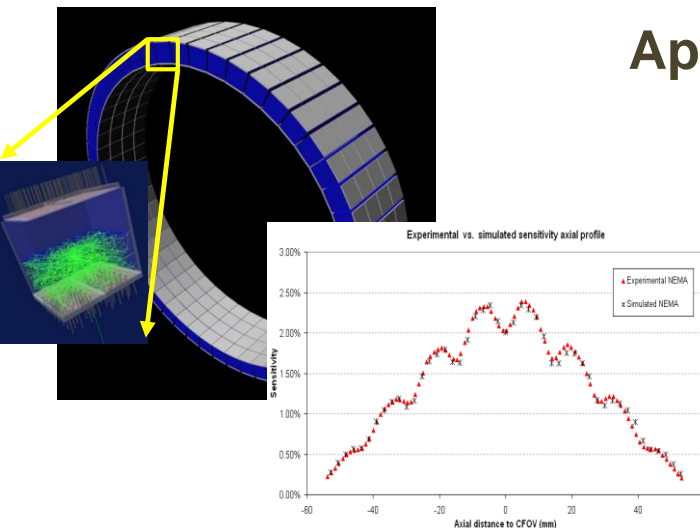 Ap
Experimental vs. simulated sensitivity axial profile
3.00%
2.50%
2.00%
1.50%
1.00%
0.50%
0.00%
Sensitivity
Experimental NEMA
Simulated NEMA
-60 -40 -20 0 20 40
Axial distance to CFOV (mm)